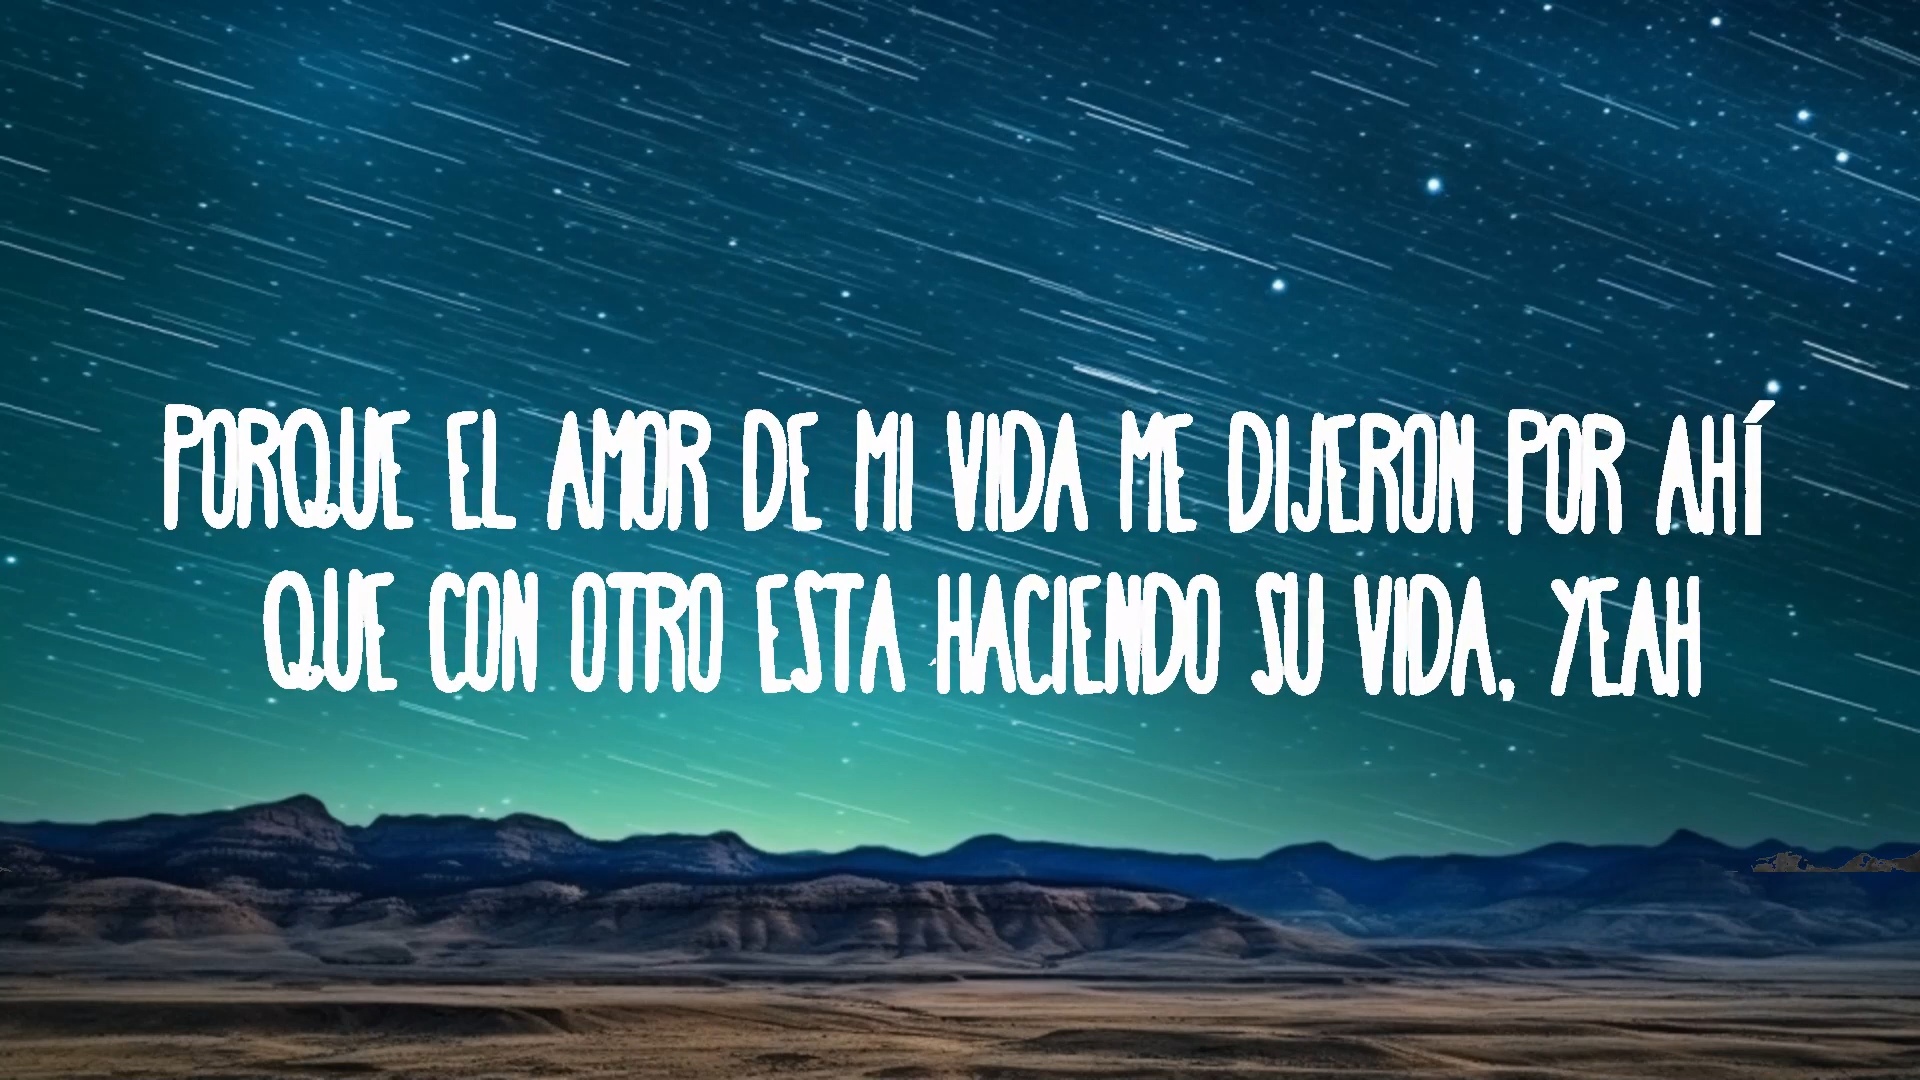 PORQUE EL AMOR DE MI VIDA ME DIJERON POR AHÍ
QUE CON OTRO ESTA HACIENDO SU VIDA, YEAH